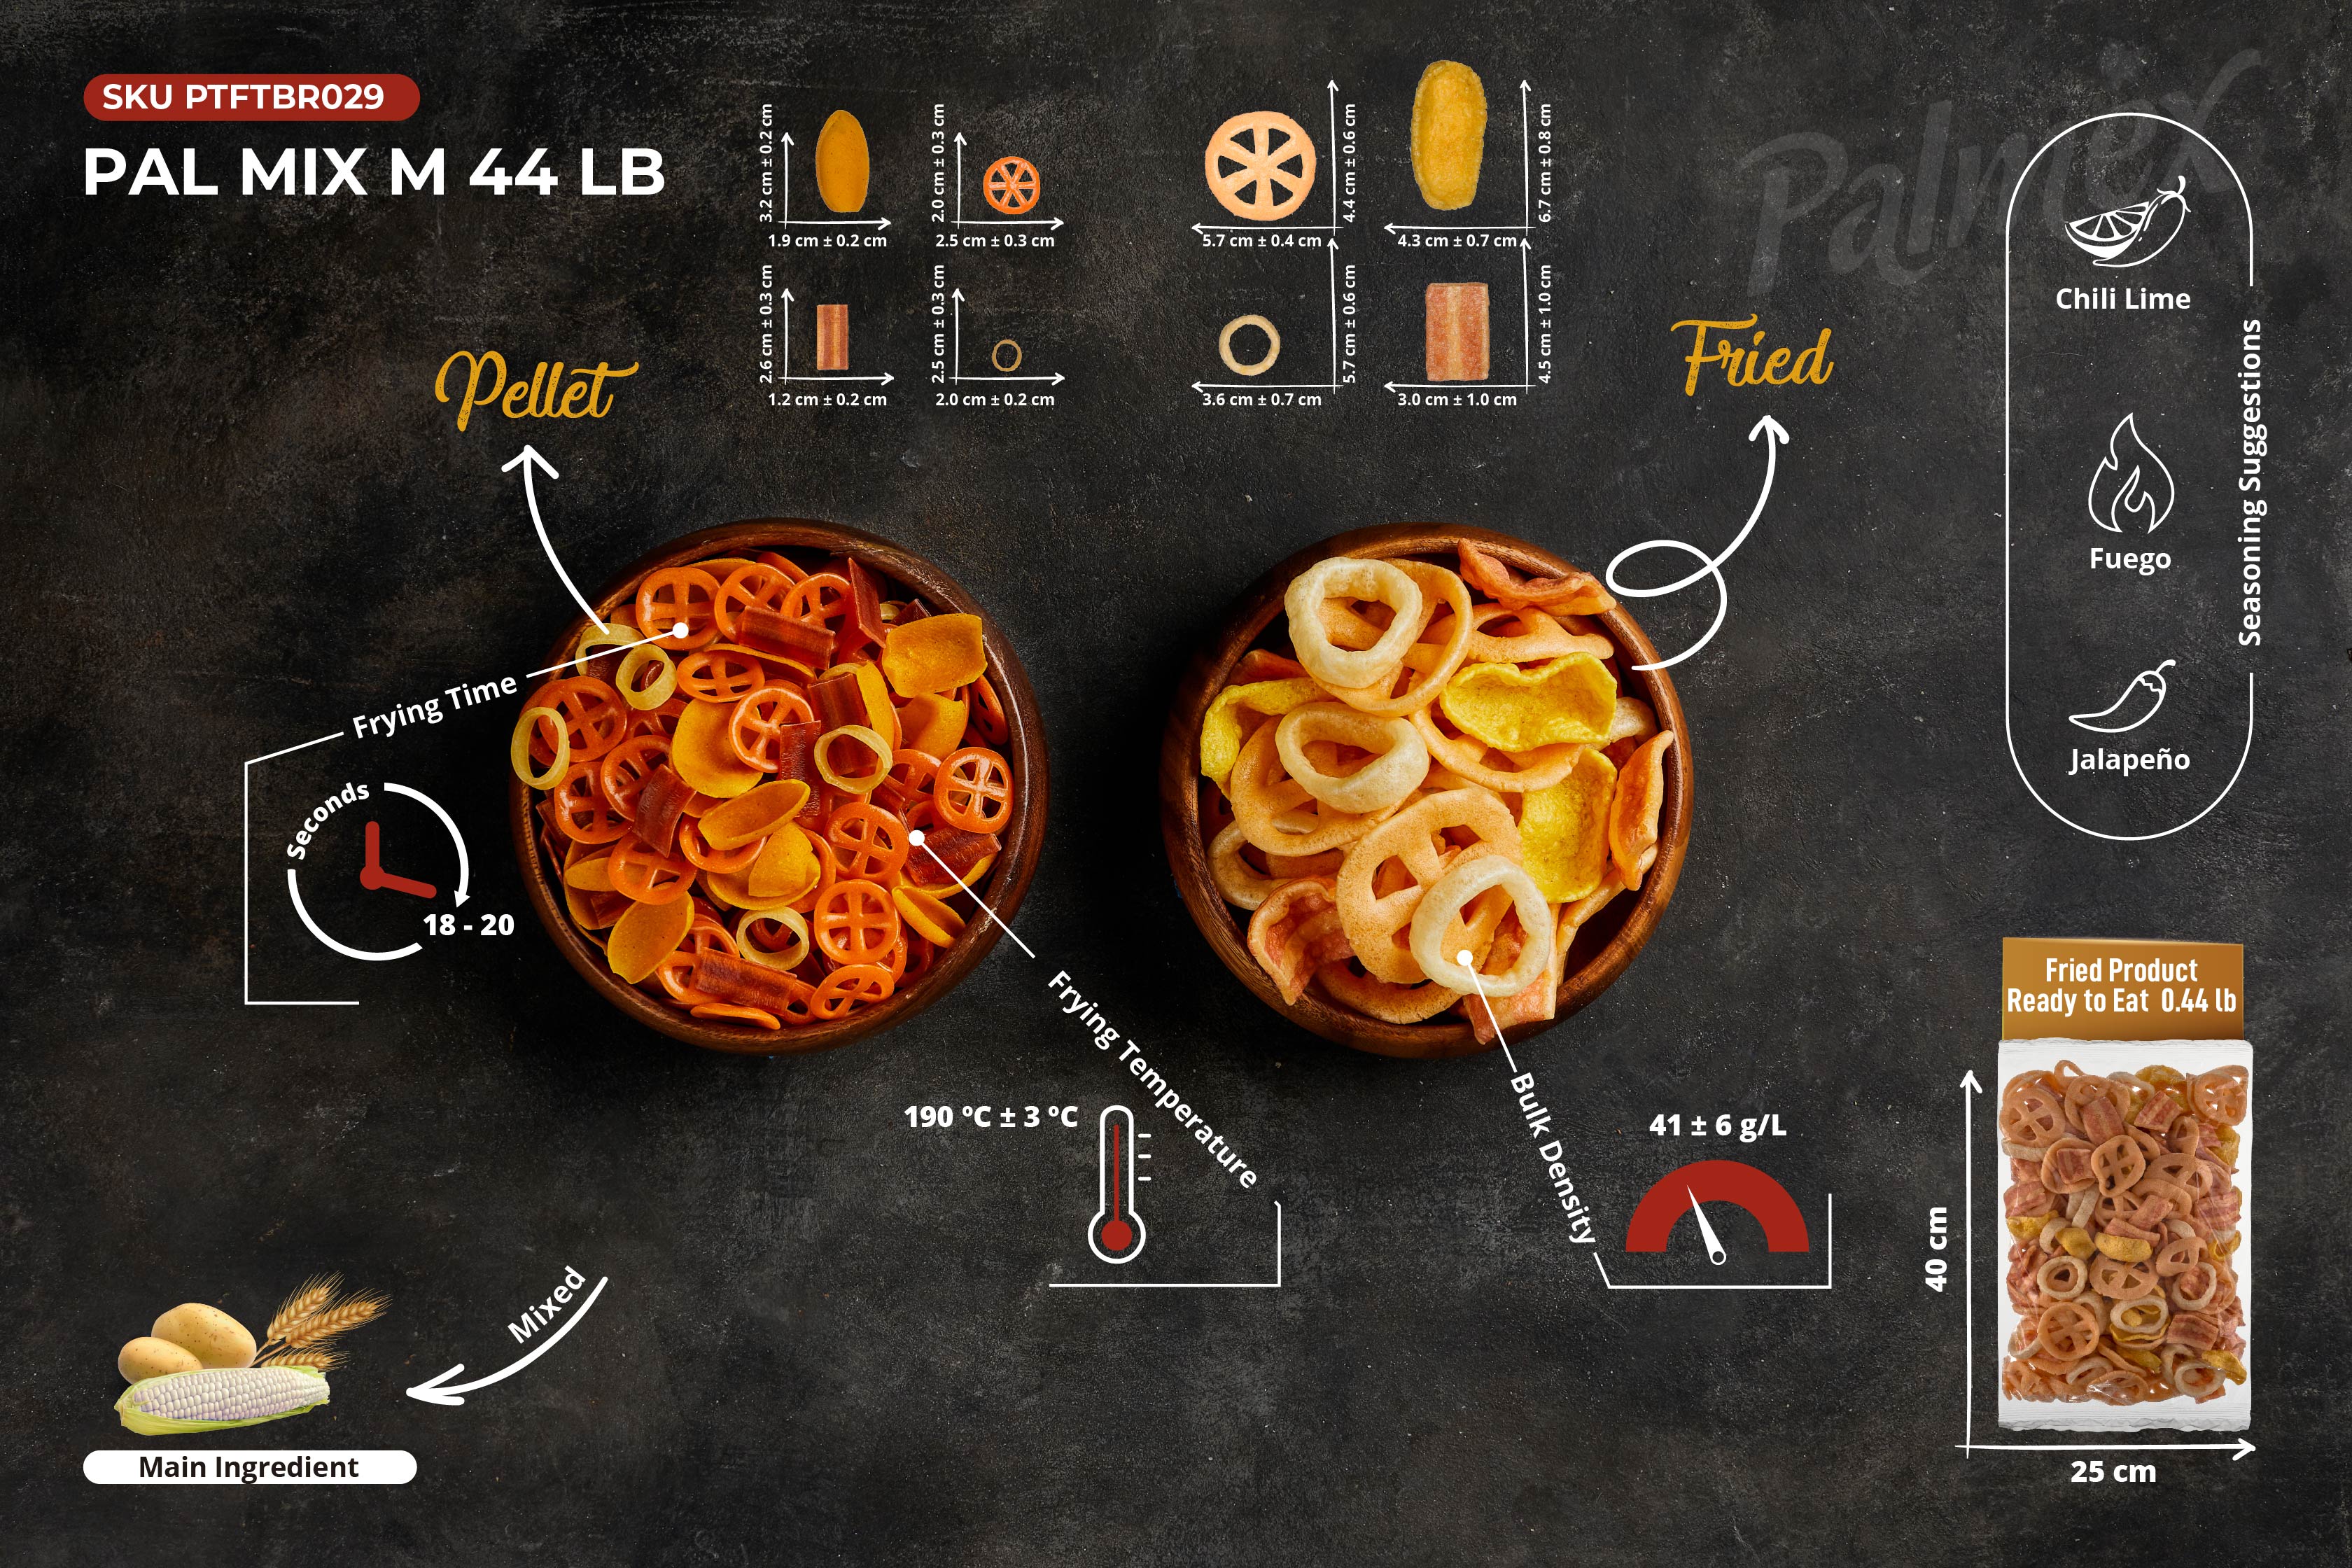 SKU PTFTBR029
PAL MIX M 44 LB
3.2 cm ± 0.2 cm
1.9 cm ± 0.2 cm
2.0 cm ± 0.3 cm
2.5 cm ± 0.3 cm
2.6 cm ± 0.3 cm
1.2 cm ± 0.2 cm
2.5 cm ± 0.3 cm
2.0 cm ± 0.2 cm
4.4 cm ± 0.6 cm
5.7 cm ± 0.4 cm
6.7 cm ± 0.8 cm
4.3 cm ± 0.7 cm
5.7 cm ± 0.6 cm
3.6 cm ± 0.7 cm
4.5 cm ± 1.0 cm
3.0 cm ± 1.0 cm
Palmex
Pellet
Fried
Chili Lime
Fuego
Jalapeño
Seasoning Suggestions
Frying Time
Seconds
18 - 20
Frying Temperature
190 ºC ± 3 ºC
Bulk Density
41 ± 6 g/L
Fried Product
Ready to Eat 0.44 lb
40 cm
25 cm
Mixed
Main Ingredient